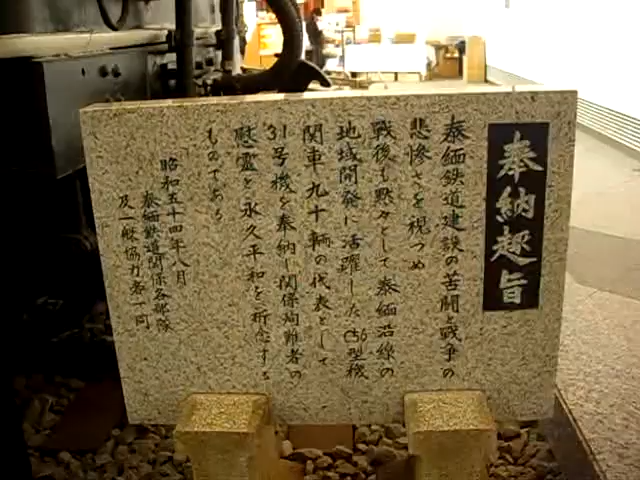 奉納趣旨
泰緬鉄道建設の苦闘と戦争の
悲惨さを視つめ
戦後も黙々として泰緬沿線の
地域開発に活躍したC56型機
関車九十輌の代表として
31号機を奉納し関係殉難者の
慰霊と永久平和を祈念する
ものである
昭和五十四年八月
泰緬鉄道関係各部隊
及一般協力者一同